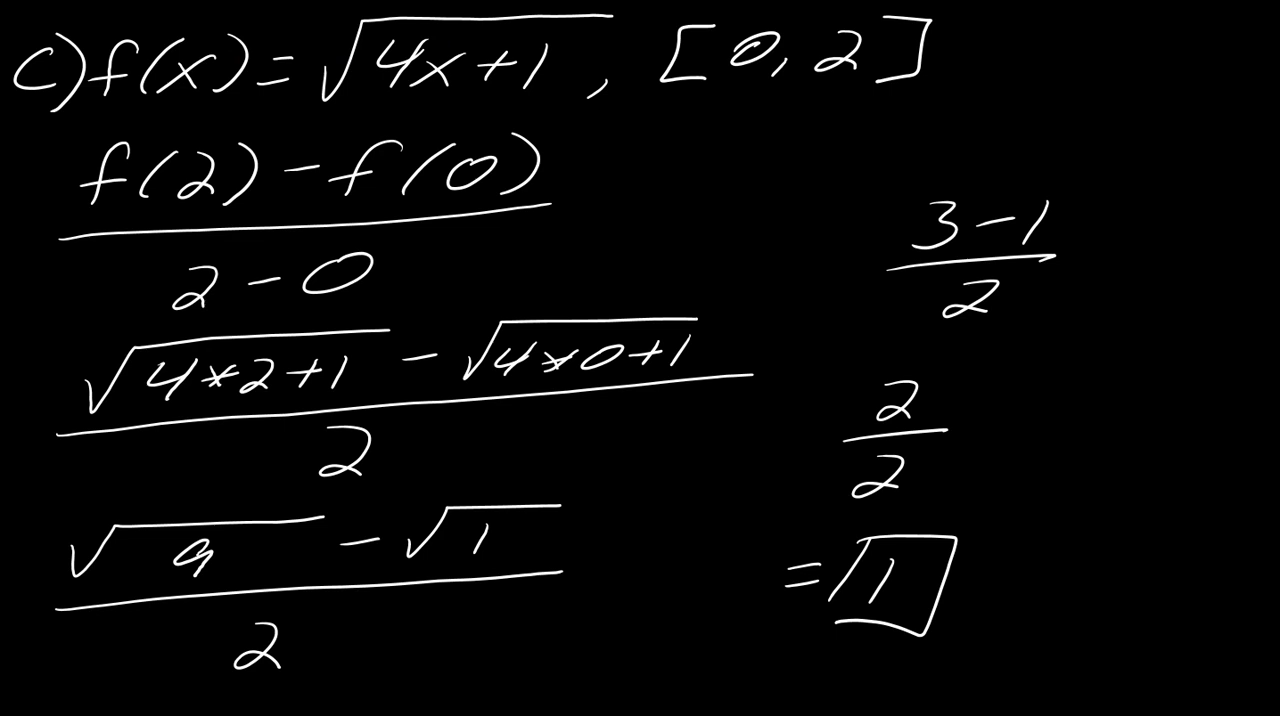 c) f(x) = √(4x+1), [0, 2]
f(2) - f(0)
2 - 0
√(4*2+1) - √(4*0+1)
2
√9 - √1
2
3 - 1
2
2
2
= 1